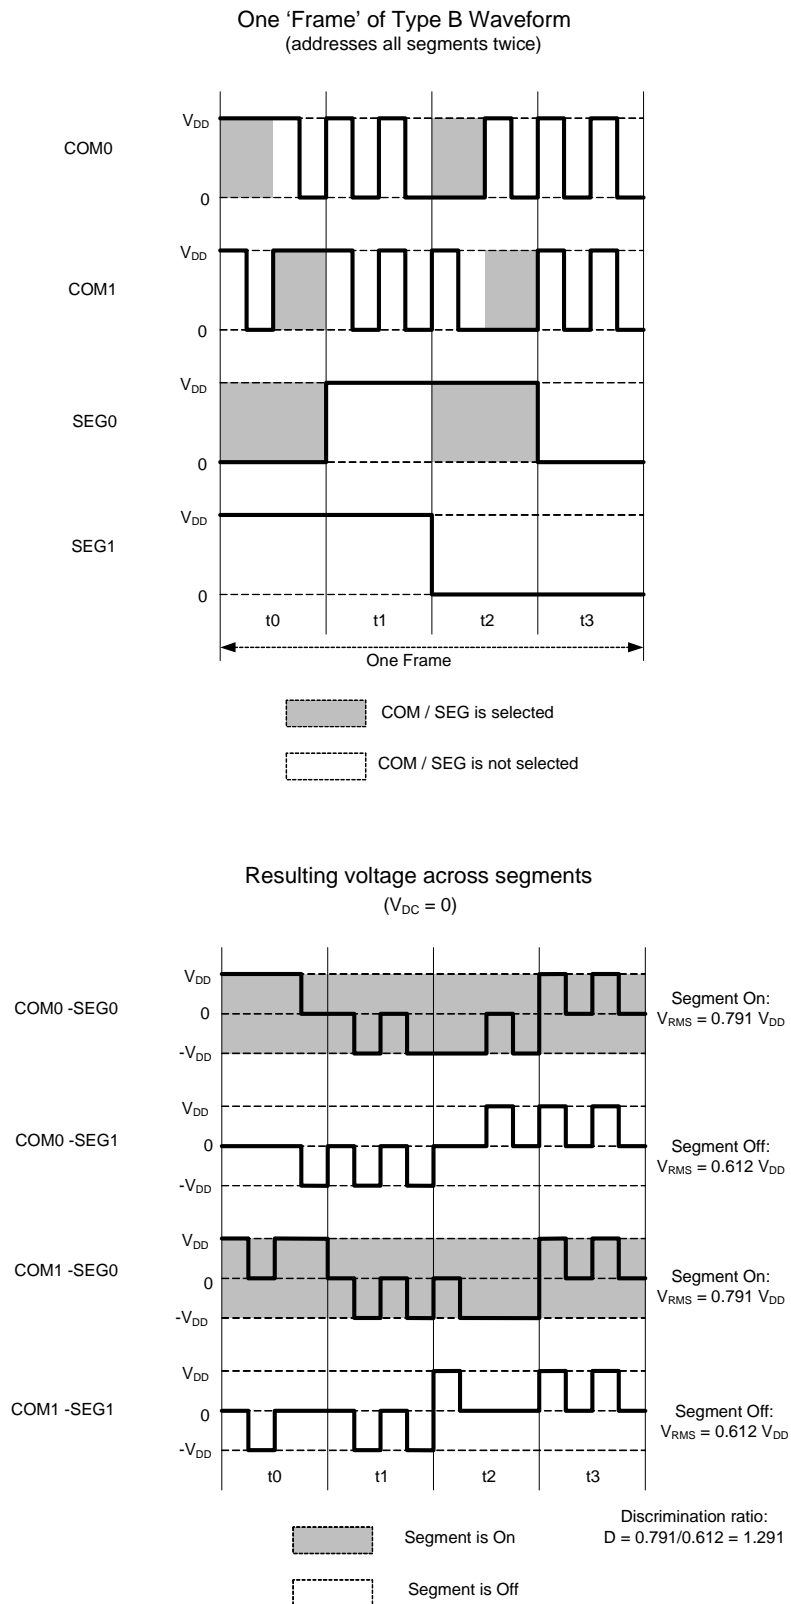 One ‘Frame’ of Type B Waveform
(addresses all segments twice)
VDD
COM0
0
VDD
COM1
0
VDD
SEG0
0
VDD
SEG1
0
t0 t1 t2 t3
One Frame
COM / SEG is selected
COM / SEG is not selected
Resulting voltage across segments
(VDC = 0)
VDD
COM0 -SEG0
0
-VDD
Segment On:
VRMS = 0.791 VDD
VDD
COM0 -SEG1
0
-VDD
Segment Off:
VRMS = 0.612 VDD
VDD
COM1 -SEG0
0
-VDD
Segment On:
VRMS = 0.791 VDD
VDD
COM1 -SEG1
0
-VDD
Segment Off:
VRMS = 0.612 VDD
t0 t1 t2 t3
Discrimination ratio:
D = 0.791/0.612 = 1.291
Segment is On
Segment is Off